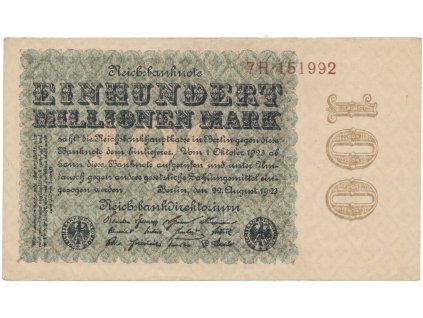 Reichsbanknote
7H·151992
EINHUNDERT
MILLIONEN MARK
zahlt die Reichsbankhauptkasse in Berlin gegen diese
Banknote dem Einlieferer. Vom 1. Oktober 1923 ab
kann diese Banknote aufgerufen und unter Um-
tausch gegen andere gesetzliche Zahlungsmittel ein-
gezogen werden
Berlin, den 22. August 1923
Reichsbankdirektorium
100